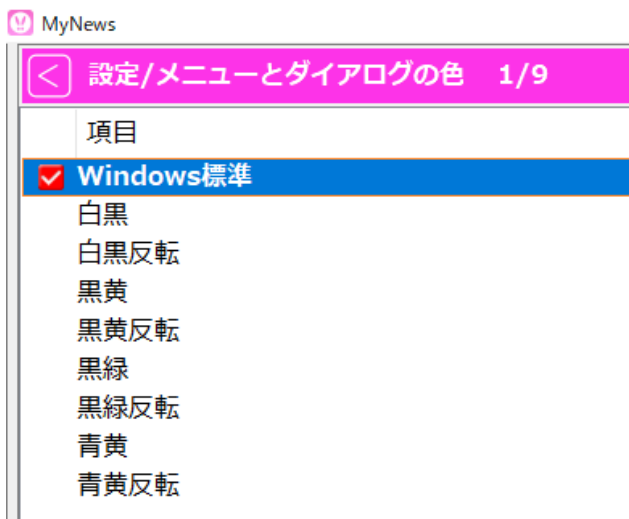 MyNews
設定/メニューとダイアログの色 1/9
項目
Windows標準
白黒
白黒反転
黒黄
黒黄反転
黒緑
黒緑反転
青黄
青黄反転